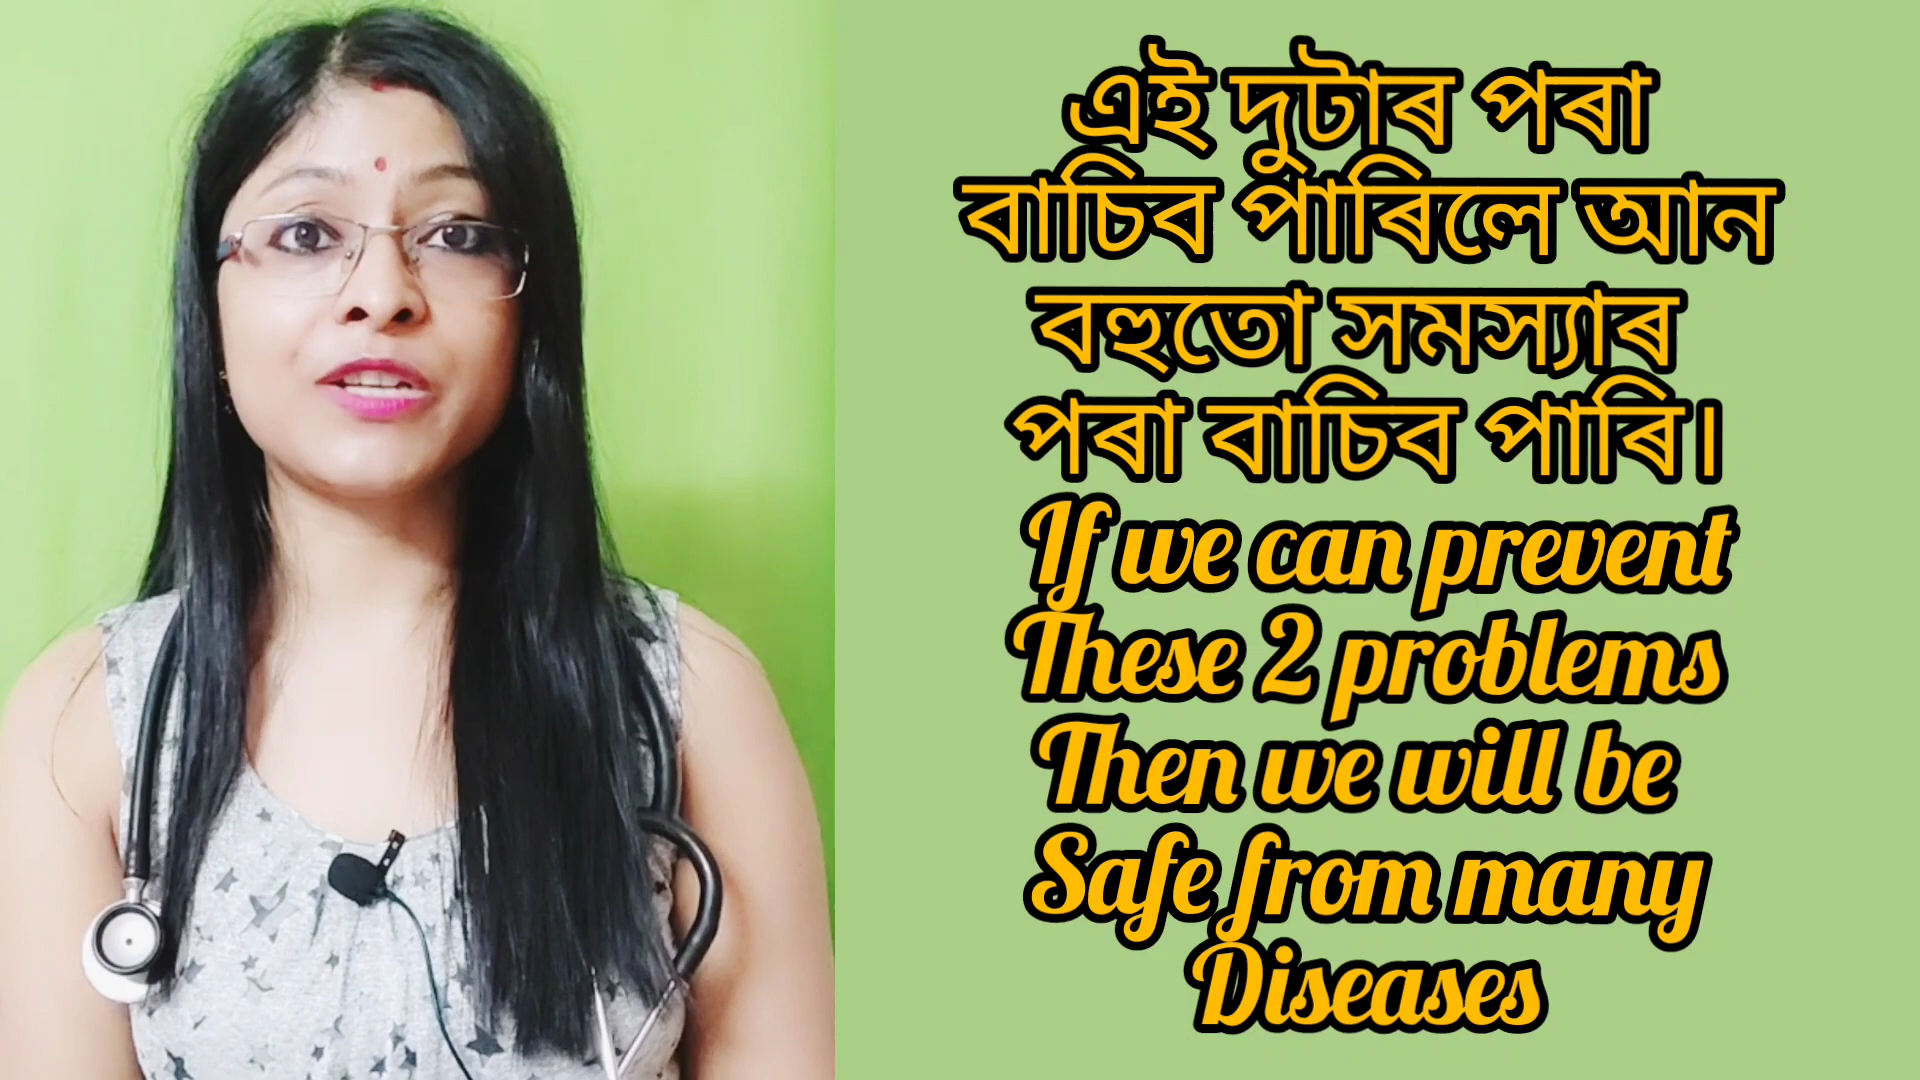 এই দুটাৰ পৰা
বাচিব পাৰিলে আন
বহুতো সমস্যাৰ
পৰা বাচিব পাৰি।
If we can prevent
These 2 problems
Then we will be
Safe from many
Diseases